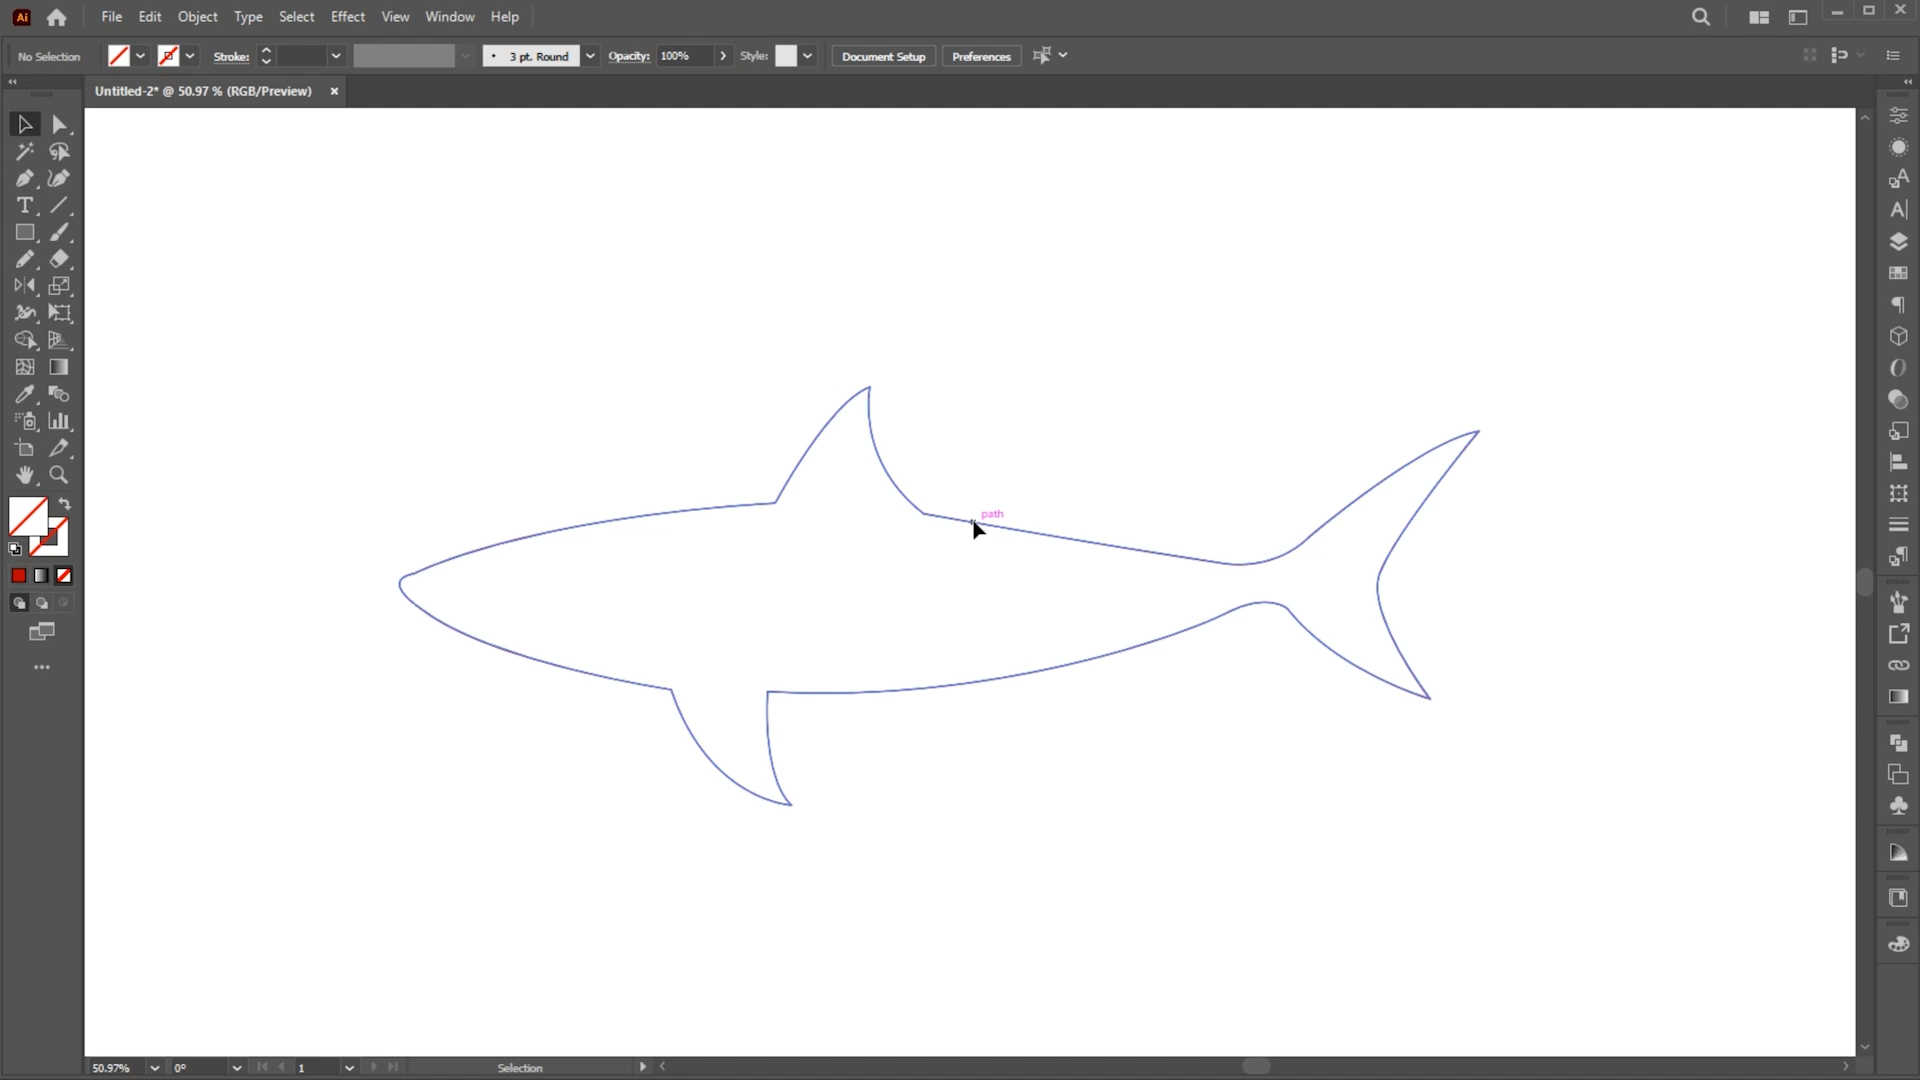 Ai File Edit Object Type Select Effect View Window Help
No Selection Stroke: 3 pt. Round Opacity: 100% Style: Document Setup Preferences
Untitled-2* @ 50.97 % (RGB/Preview)
path
50.97% 0° 1 Selection